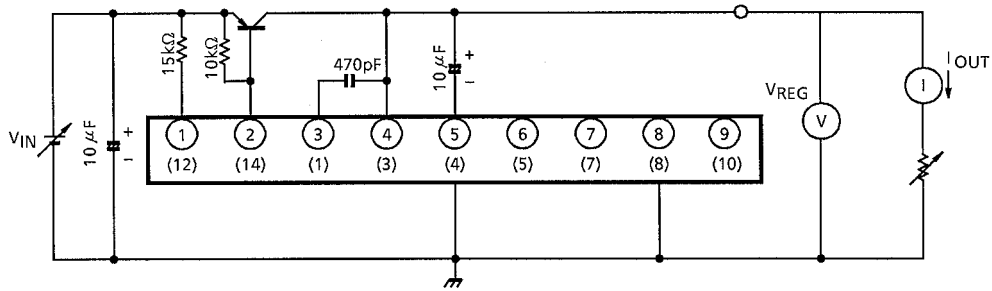 15kΩ
10kΩ
470pF
10μF
+
−
IOUT
VREG
I
V
VIN
10μF
+
−
1 2 3 4 5 6 7 8 9
(12) (14) (1) (3) (4) (5) (7) (8) (10)